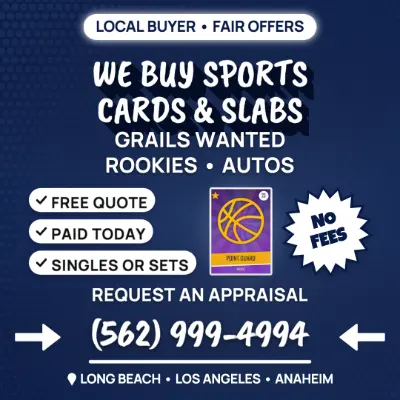 LOCAL BUYER • FAIR OFFERS
WE BUY SPORTS
CARDS & SLABS
GRAILS WANTED
ROOKIES • AUTOS
FREE QUOTE
PAID TODAY
SINGLES OR SETS
POINT GUARD
NO
FEES
REQUEST AN APPRAISAL
(562) 999-4994
LONG BEACH • LOS ANGELES • ANAHEIM